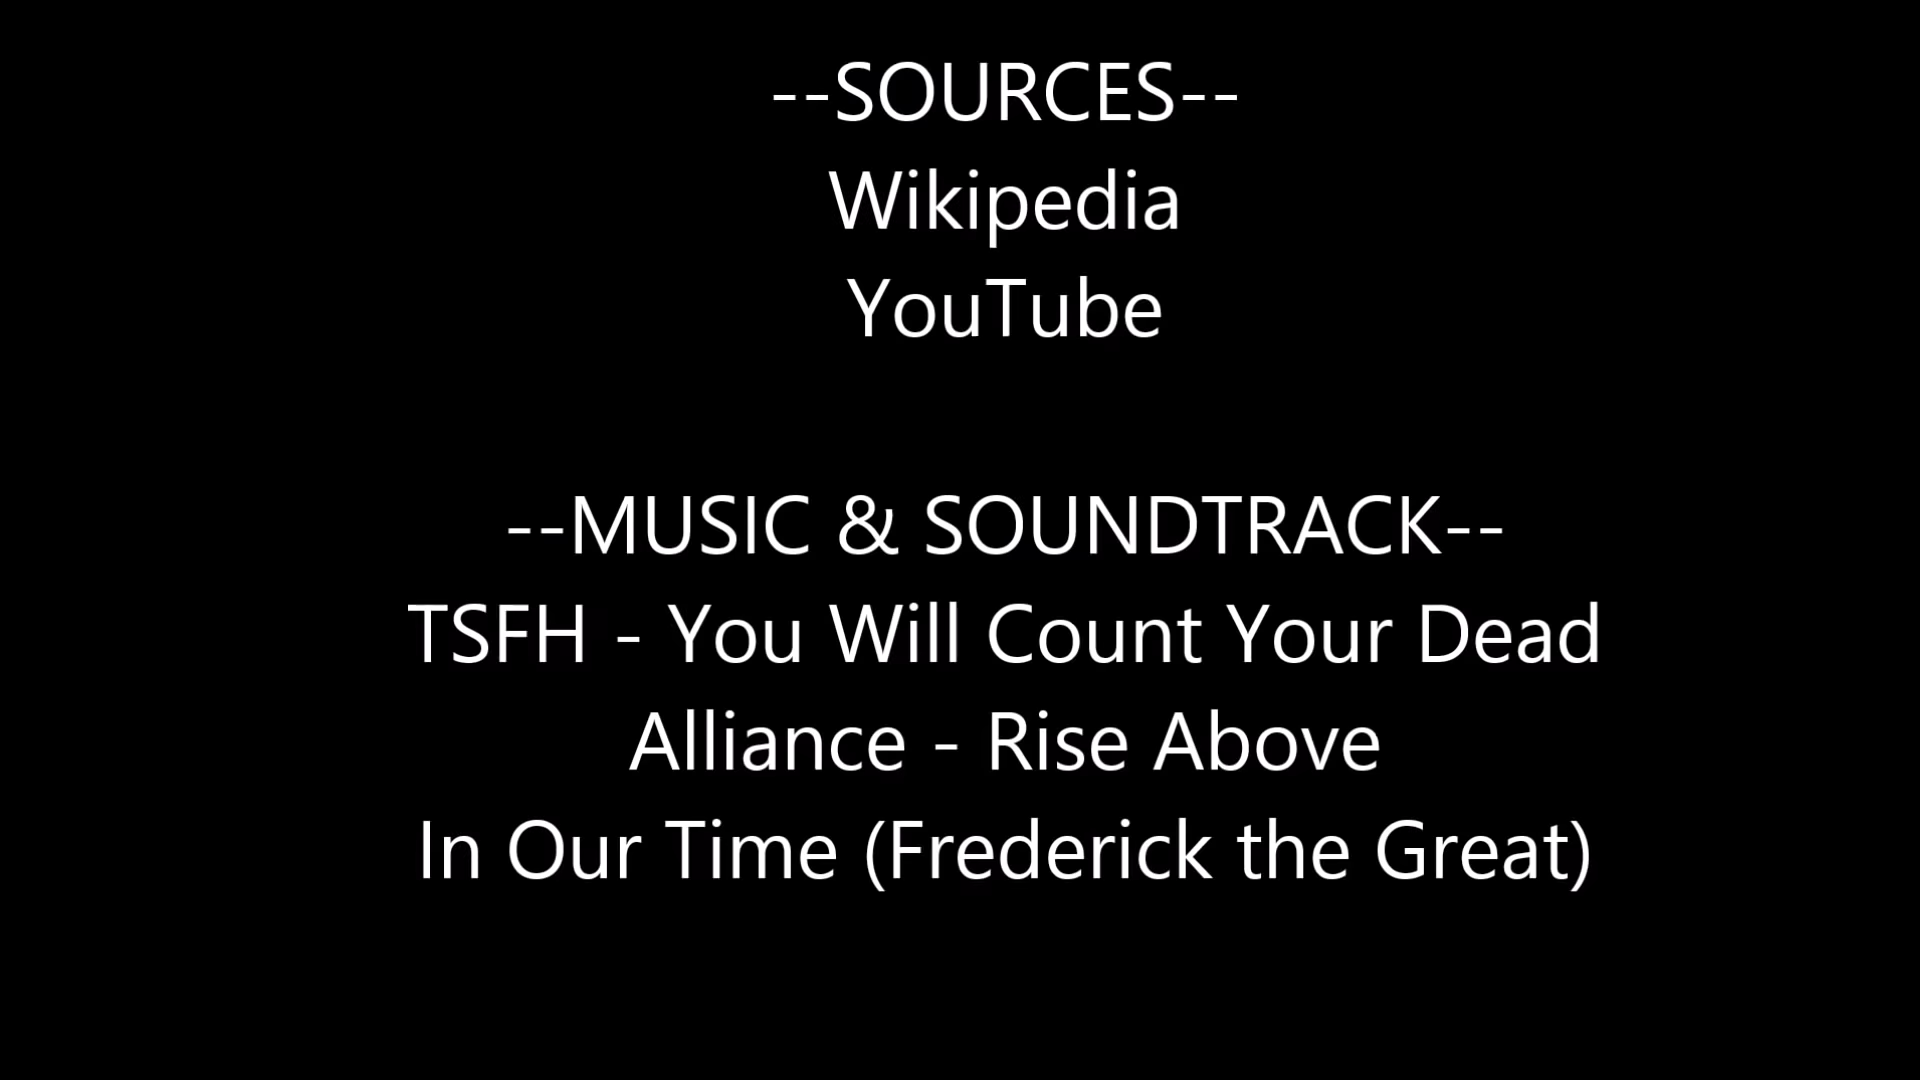 --SOURCES--
Wikipedia
YouTube
--MUSIC & SOUNDTRACK--
TSFH - You Will Count Your Dead
Alliance - Rise Above
In Our Time (Frederick the Great)